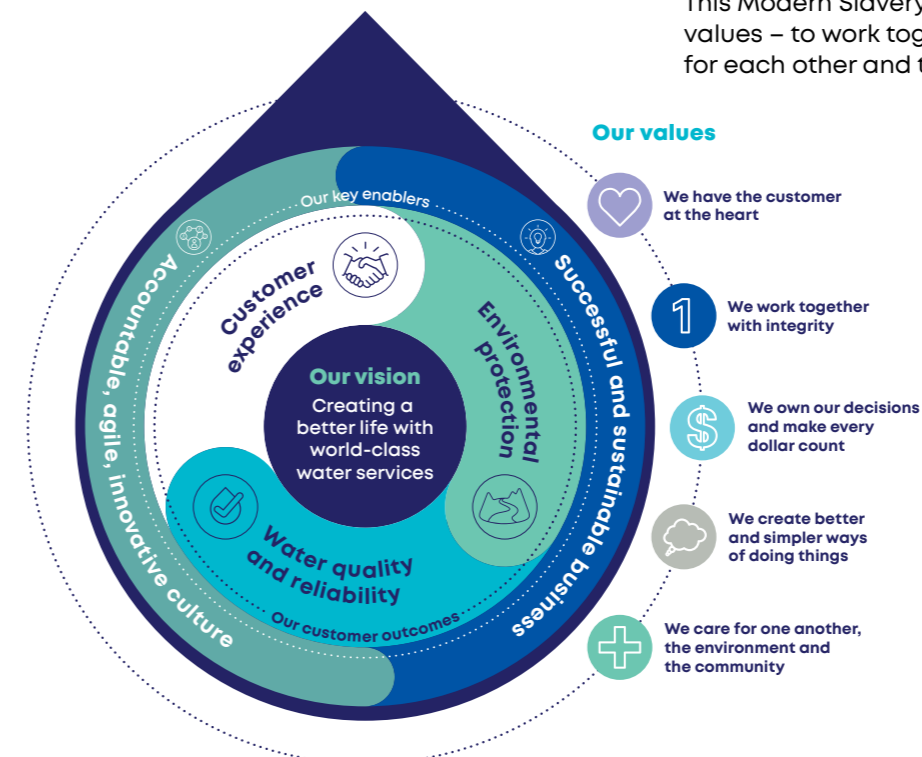 This Modern Slavery
values – to work tog
for each other and t
Our values
We have the customer
at the heart
1
We work together
with integrity
$
We own our decisions
and make every
dollar count
We create better
and simpler ways
of doing things
We care for one another,
the environment and
the community
Our key enablers
Accountable, agile, innovative culture
Successful and sustainable business
Customer
experience
Environmental
protection
Our vision
Creating a
better life with
world-class
water services
Water quality
and reliability
Our customer outcomes